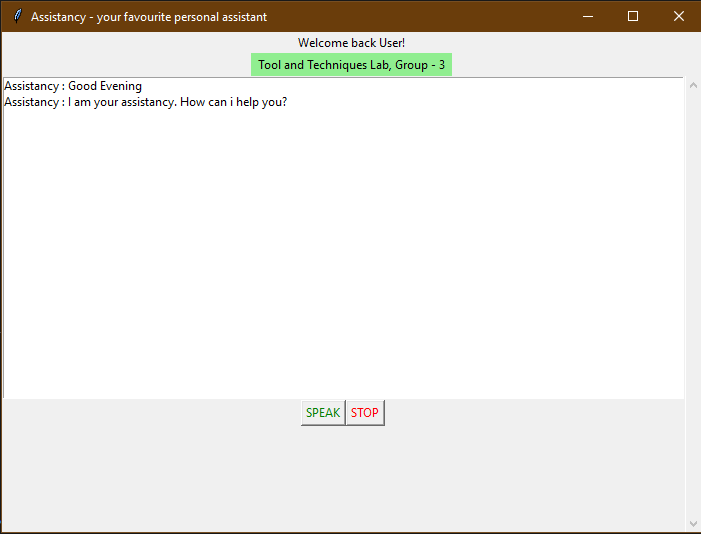 Assistancy - your favourite personal assistant
Welcome back User!
Tool and Techniques Lab, Group - 3
Assistancy : Good Evening
Assistancy : I am your assistancy. How can i help you?
SPEAK STOP